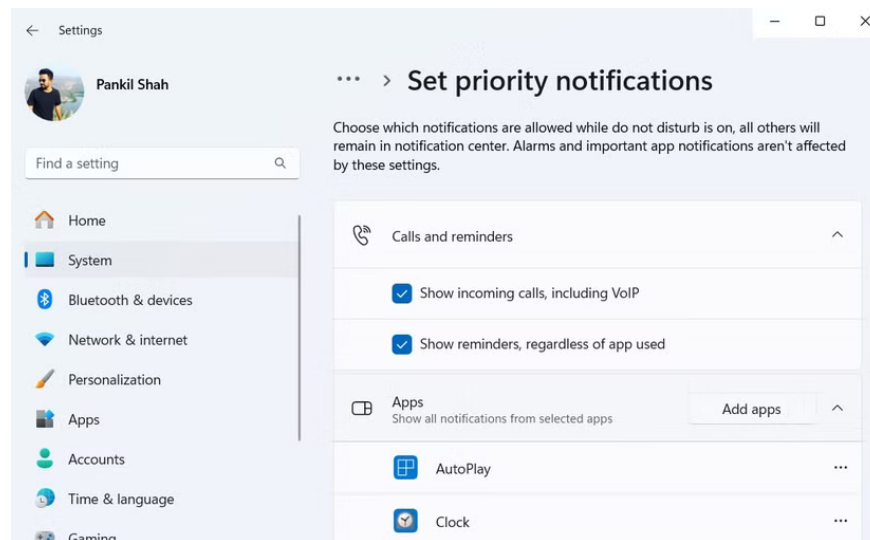 Settings
Pankil Shah
Find a setting
Home
System
Bluetooth & devices
Network & internet
Personalization
Apps
Accounts
Time & language
Gaming
... > Set priority notifications
Choose which notifications are allowed while do not disturb is on, all others will
remain in notification center. Alarms and important app notifications aren't affected
by these settings.
Calls and reminders
Show incoming calls, including VoIP
Show reminders, regardless of app used
Apps
Show all notifications from selected apps
Add apps
AutoPlay
Clock